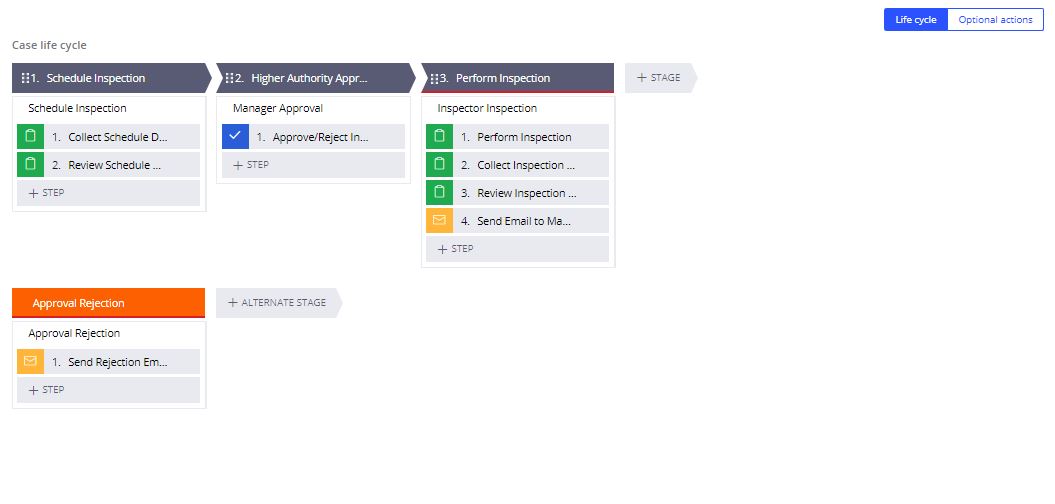 Life cycle
Optional actions
Case life cycle
1. Schedule Inspection
2. Higher Authority Appr...
3. Perform Inspection
+ STAGE
Schedule Inspection
1. Collect Schedule D...
2. Review Schedule ...
+ STEP
Manager Approval
1. Approve/Reject In...
+ STEP
Inspector Inspection
1. Perform Inspection
2. Collect Inspection ...
3. Review Inspection ...
4. Send Email to Ma...
+ STEP
Approval Rejection
+ ALTERNATE STAGE
Approval Rejection
1. Send Rejection Em...
+ STEP